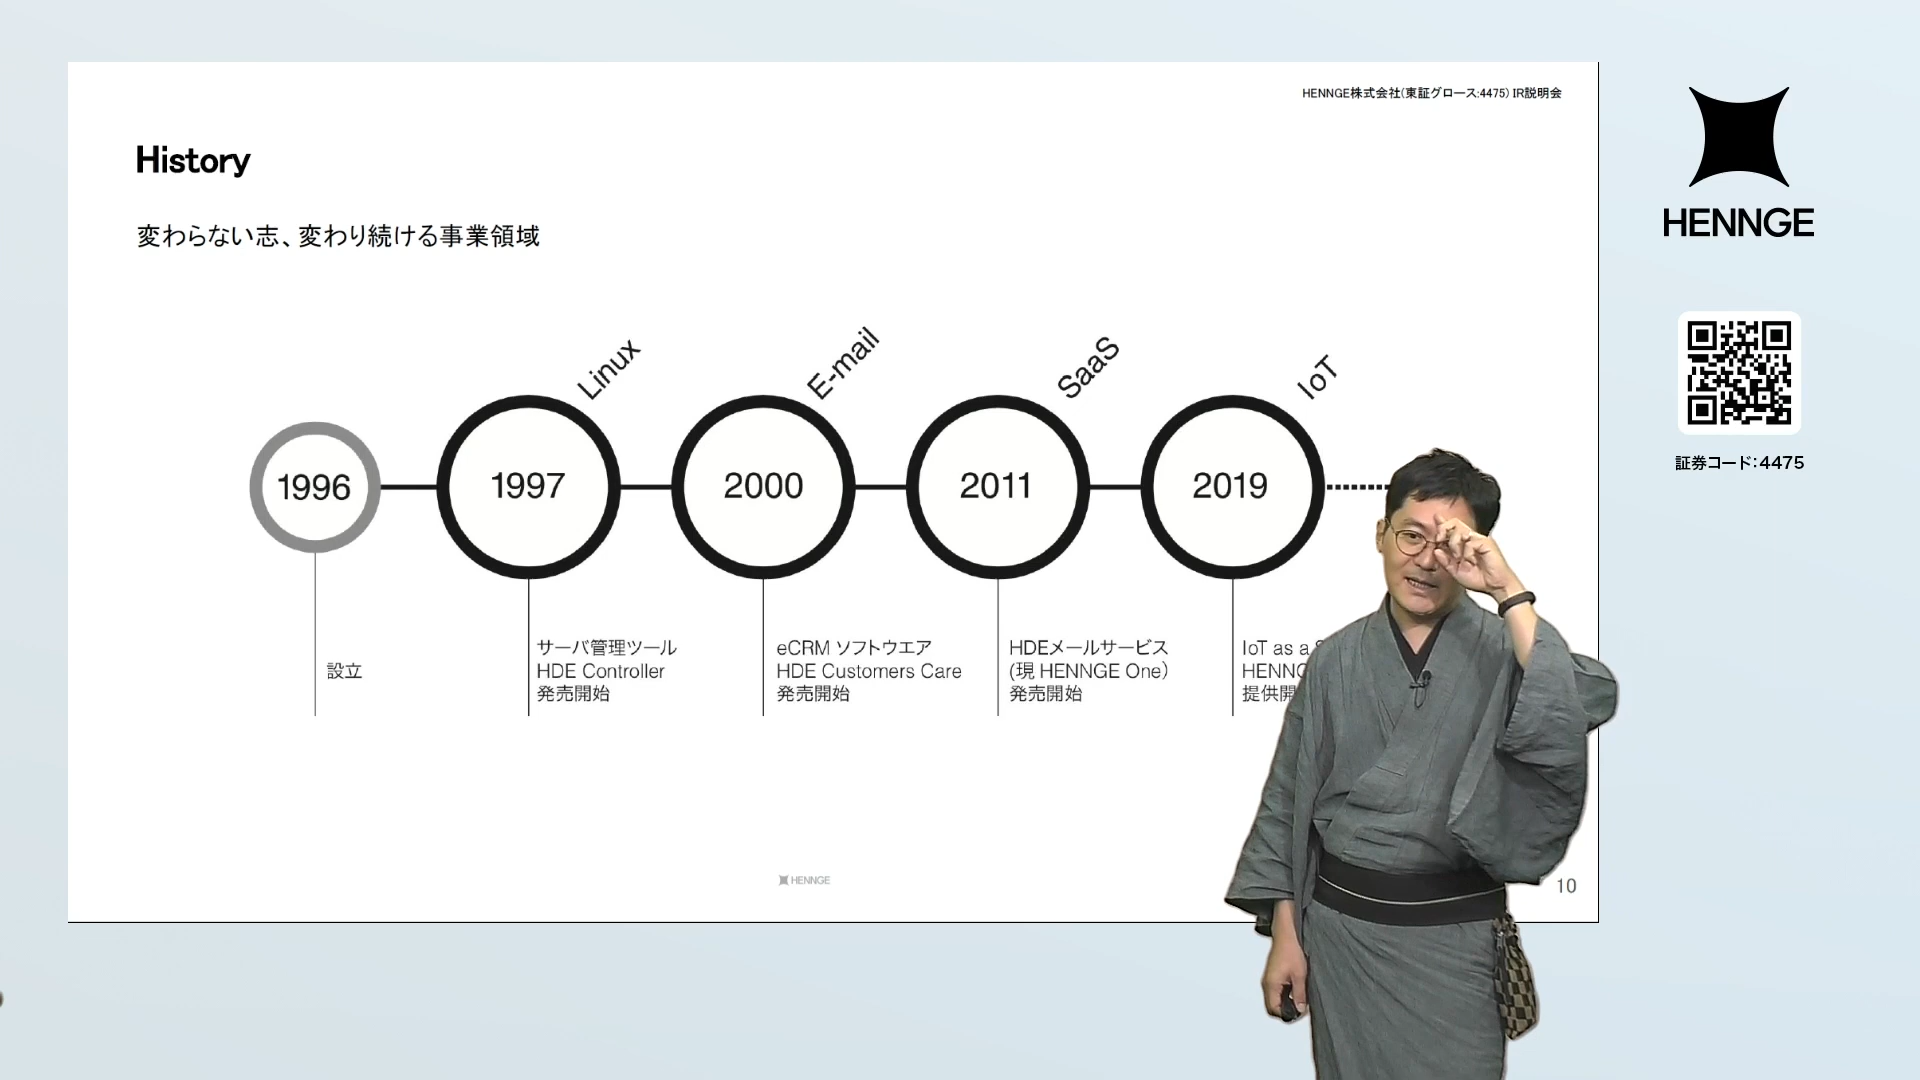 HENNGE株式会社(東証グロース:4475) IR説明会
History
変わらない志、変わり続ける事業領域
Linux
E-mail
SaaS
IoT
1996
1997
2000
2011
2019
設立
サーバ管理ツール
HDE Controller
発売開始
eCRM ソフトウエア
HDE Customers Care
発売開始
HDEメールサービス
(現 HENNGE One)
発売開始
IoT as a
HENNG
提供開
HENNGE
10
HENNGE
証券コード:4475